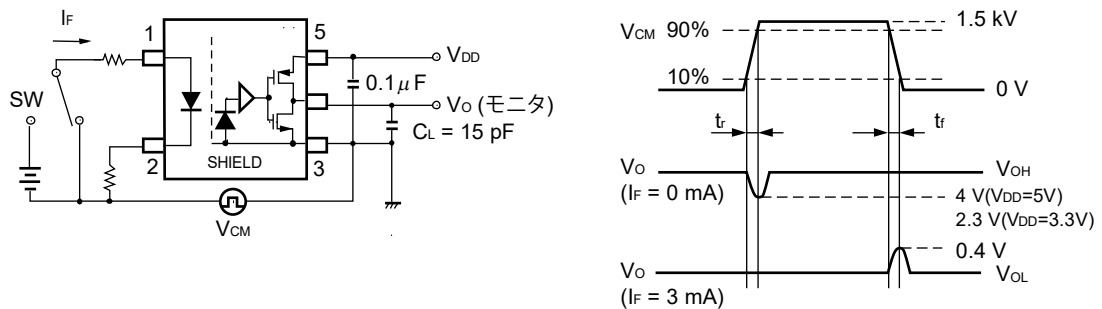 IF
1
5
VDD
0.1μF
SW
VO (モニタ)
CL = 15 pF
2
SHIELD
3
VCM
VCM 90%
1.5 kV
10%
0 V
tr
tf
VO
VOH
(IF = 0 mA)
4 V(VDD=5V)
2.3 V(VDD=3.3V)
0.4 V
VO
VOL
(IF = 3 mA)